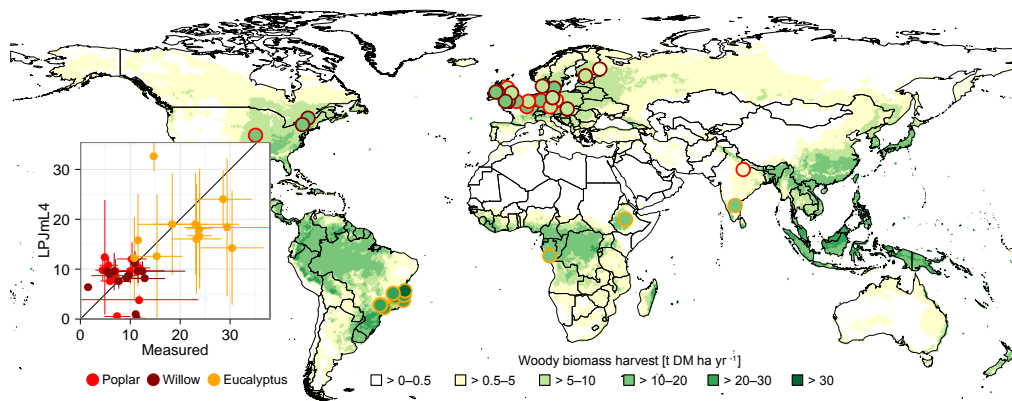 30
20
10
0
LPJmL4
0 10 20 30
Measured
Poplar Willow Eucalyptus
Woody biomass harvest [t DM ha yr ⁻¹]
> 0–0.5 > 0.5–5 > 5–10 > 10–20 > 20–30 > 30